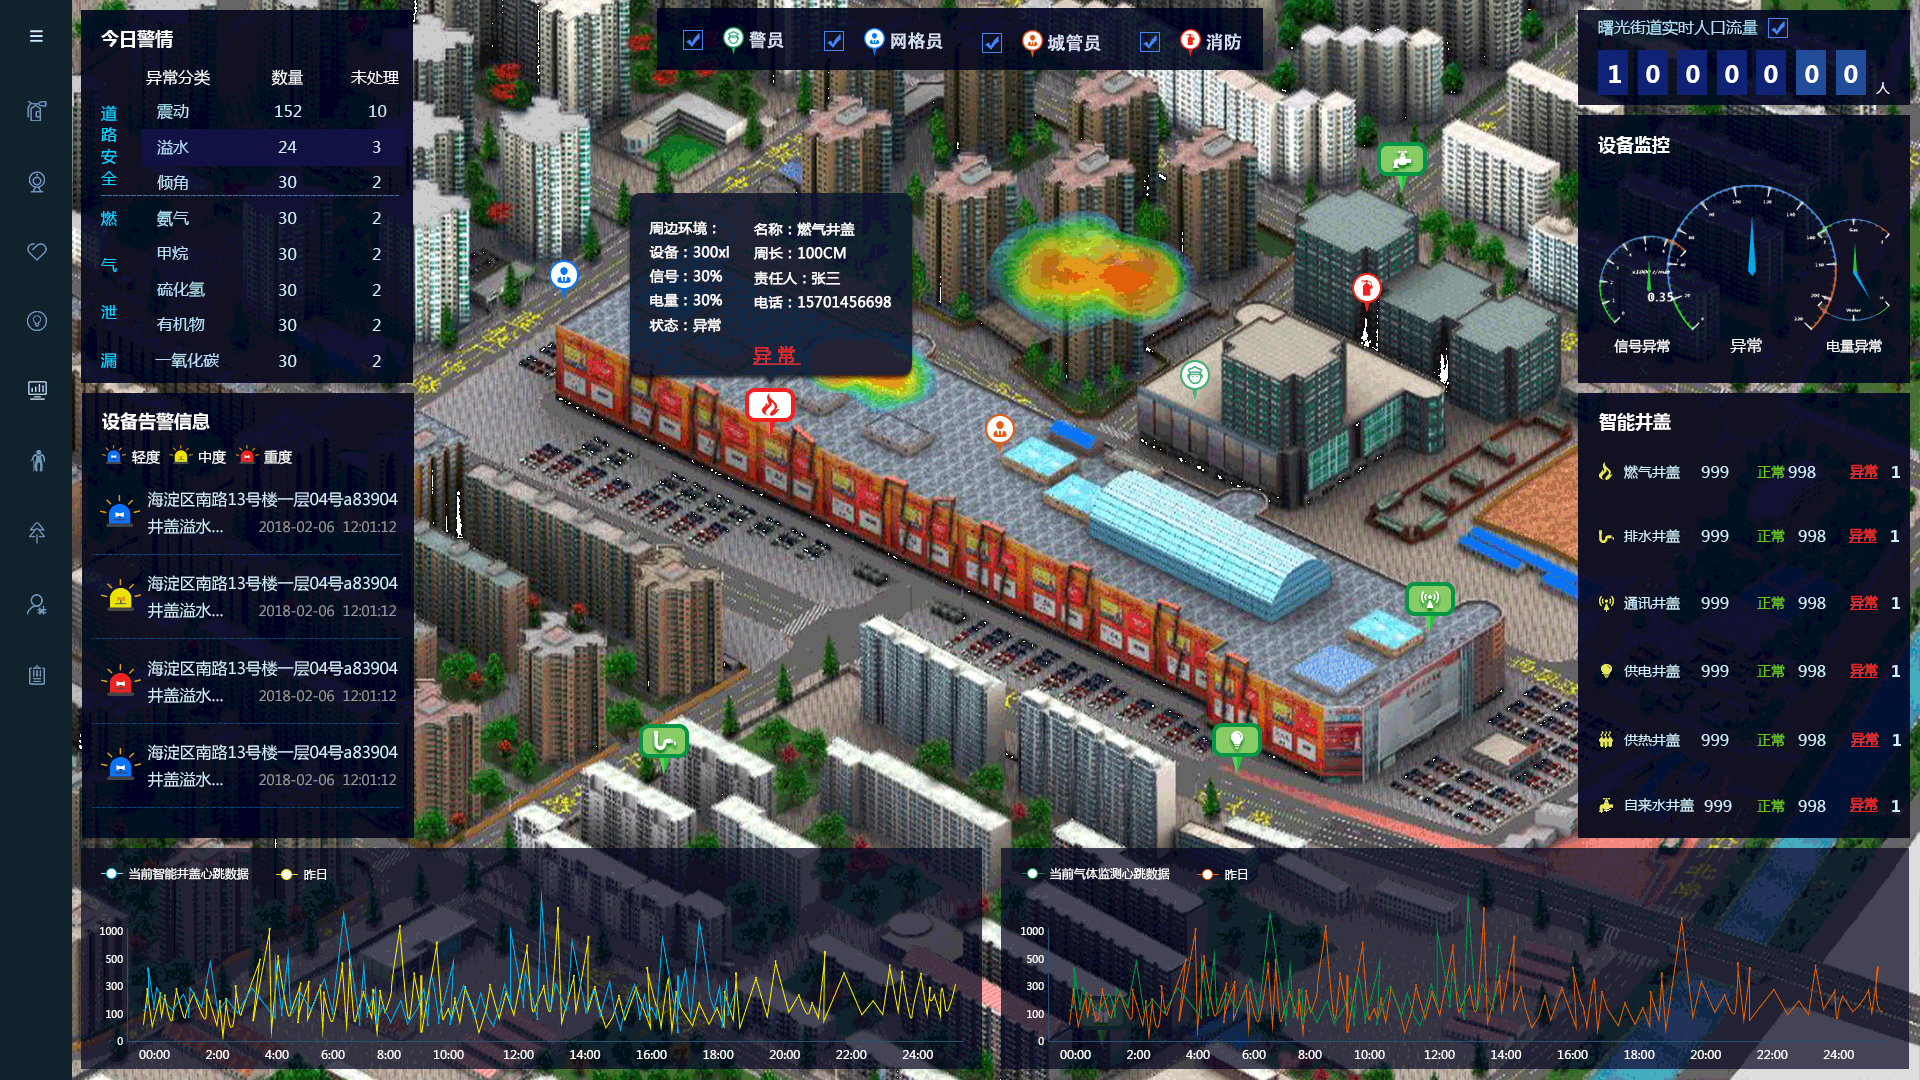 今日警情
异常分类 数量 未处理
道路安全
震动 152 10
溢水 24 3
倾角 30 2
燃气泄漏
氨气 30 2
甲烷 30 2
硫化氢 30 2
有机物 30 2
一氧化碳 30 2
设备告警信息
轻度 中度 重度
海淀区南路13号楼一层04号a83904
井盖溢水... 2018-02-06 12:01:12
海淀区南路13号楼一层04号a83904
井盖溢水... 2018-02-06 12:01:12
海淀区南路13号楼一层04号a83904
井盖溢水... 2018-02-06 12:01:12
海淀区南路13号楼一层04号a83904
井盖溢水... 2018-02-06 12:01:12
警员 网格员 城管员 消防
周边环境：
设备：300xl
信号：30%
电量：30%
状态：异常
名称：燃气井盖
周长：100CM
责任人：张三
电话：15701456698
异常
曙光街道实时人口流量
1 0 0 0 0 0 0 人
设备监控
0.35
信号异常 异常 电量异常
智能井盖
燃气井盖 999 正常 998 异常 1
排水井盖 999 正常 998 异常 1
通讯井盖 999 正常 998 异常 1
供电井盖 999 正常 998 异常 1
供热井盖 999 正常 998 异常 1
自来水井盖 999 正常 998 异常 1
当前智能井盖心跳数据 昨日
1000
500
300
100
0
00:00 2:00 4:00 6:00 8:00 10:00 12:00 14:00 16:00 18:00 20:00 22:00 24:00
当前气体监测心跳数据 昨日
1000
500
300
100
0
00:00 2:00 4:00 6:00 8:00 10:00 12:00 14:00 16:00 18:00 20:00 22:00 24:00